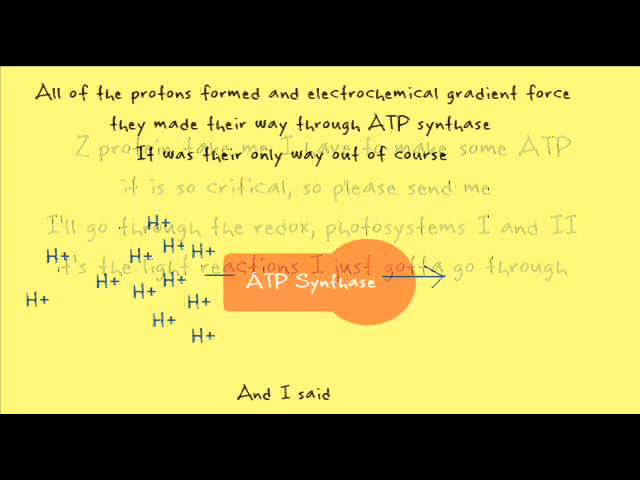 All of the protons formed and electrochemical gradient force
they made their way through ATP synthase
It was their only way out of course
Z protein take me I have to make some ATP
it is so critical, so please send me
I'll go through the redox, photosystems I and II
it's the light reactions I just gotta go through
H+
H+
H+
H+
H+
H+
H+
H+
H+
H+
H+
H+
ATP Synthase
And I said